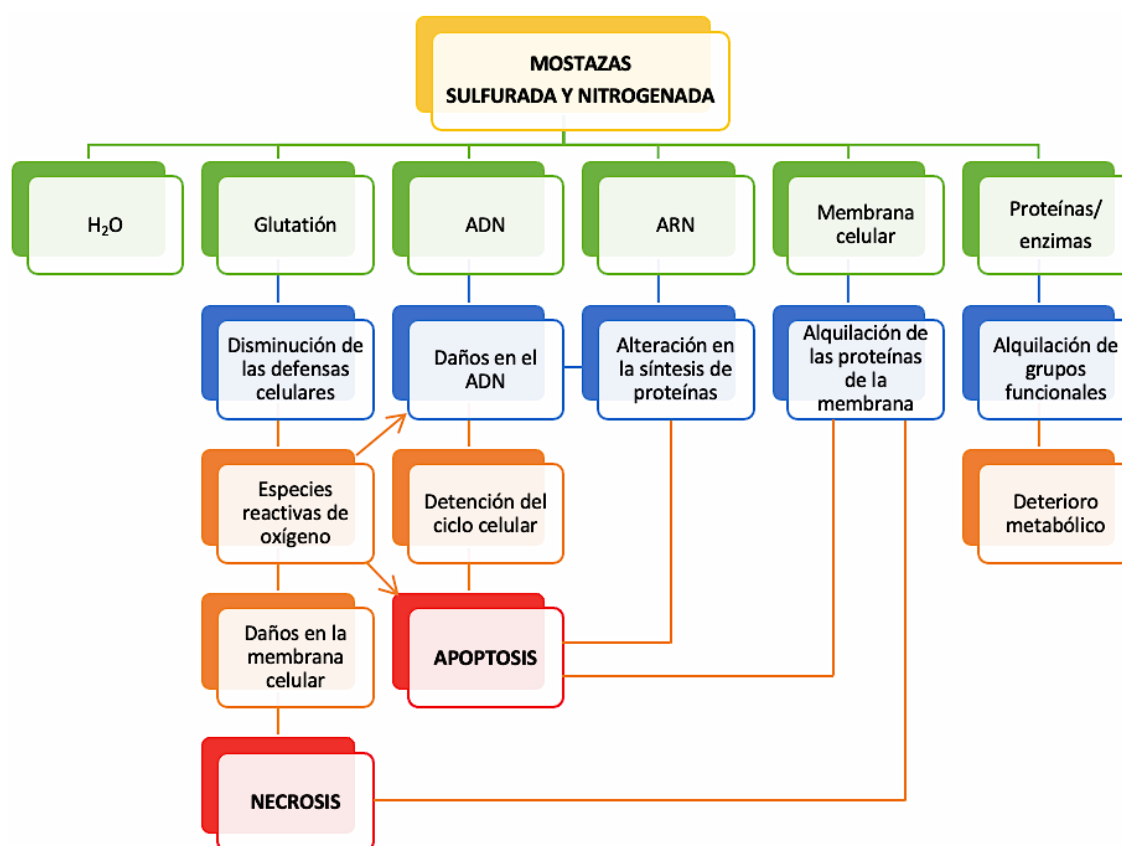 MOSTAZAS
SULFURADA Y NITROGENADA
H₂O
Glutatión
ADN
ARN
Membrana
celular
Proteínas/
enzimas
Disminución de
las defensas
celulares
Daños en el
ADN
Alteración en
la síntesis de
proteínas
Alquilación de
las proteínas
de la
membrana
Alquilación de
grupos
funcionales
Especies
reactivas de
oxígeno
Detención del
ciclo celular
Deterioro
metabólico
Daños en la
membrana
celular
APOPTOSIS
NECROSIS